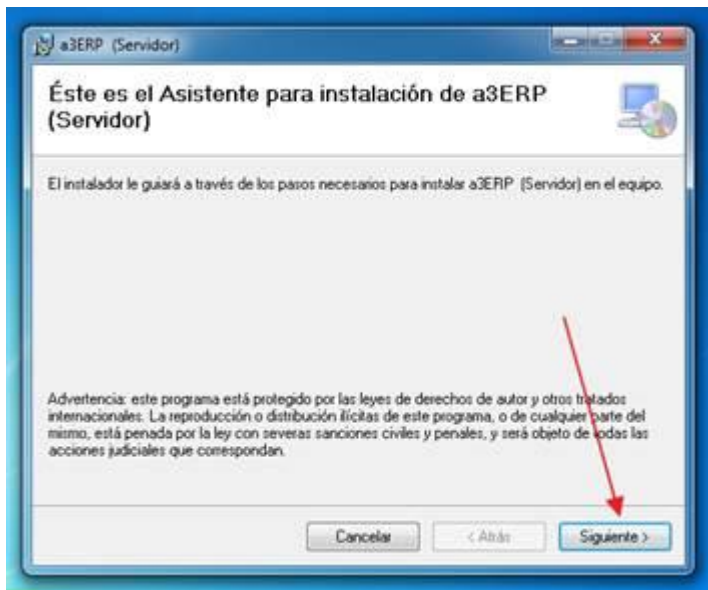 a3ERP (Servidor)
Éste es el Asistente para instalación de a3ERP
(Servidor)
El instalador le guiará a través de los pasos necesarios para instalar a3ERP (Servidor) en el equipo.
Advertencia: este programa está protegido por las leyes de derechos de autor y otros tratados
internacionales. La reproducción o distribución ilícitas de este programa, o de cualquier parte del
mismo, está penada por la ley con severas sanciones civiles y penales, y será objeto de todas las
acciones judiciales que correspondan.
Cancelar
< Atrás
Siguiente >